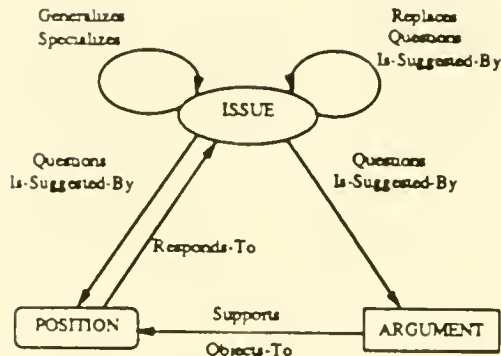 Generalizes
Specializes
Replaces
Questions
Is-Suggested-By
ISSUE
Questions
Is-Suggested-By
Questions
Is-Suggested-By
Responds-To
POSITION
Supports
Objects-To
ARGUMENT